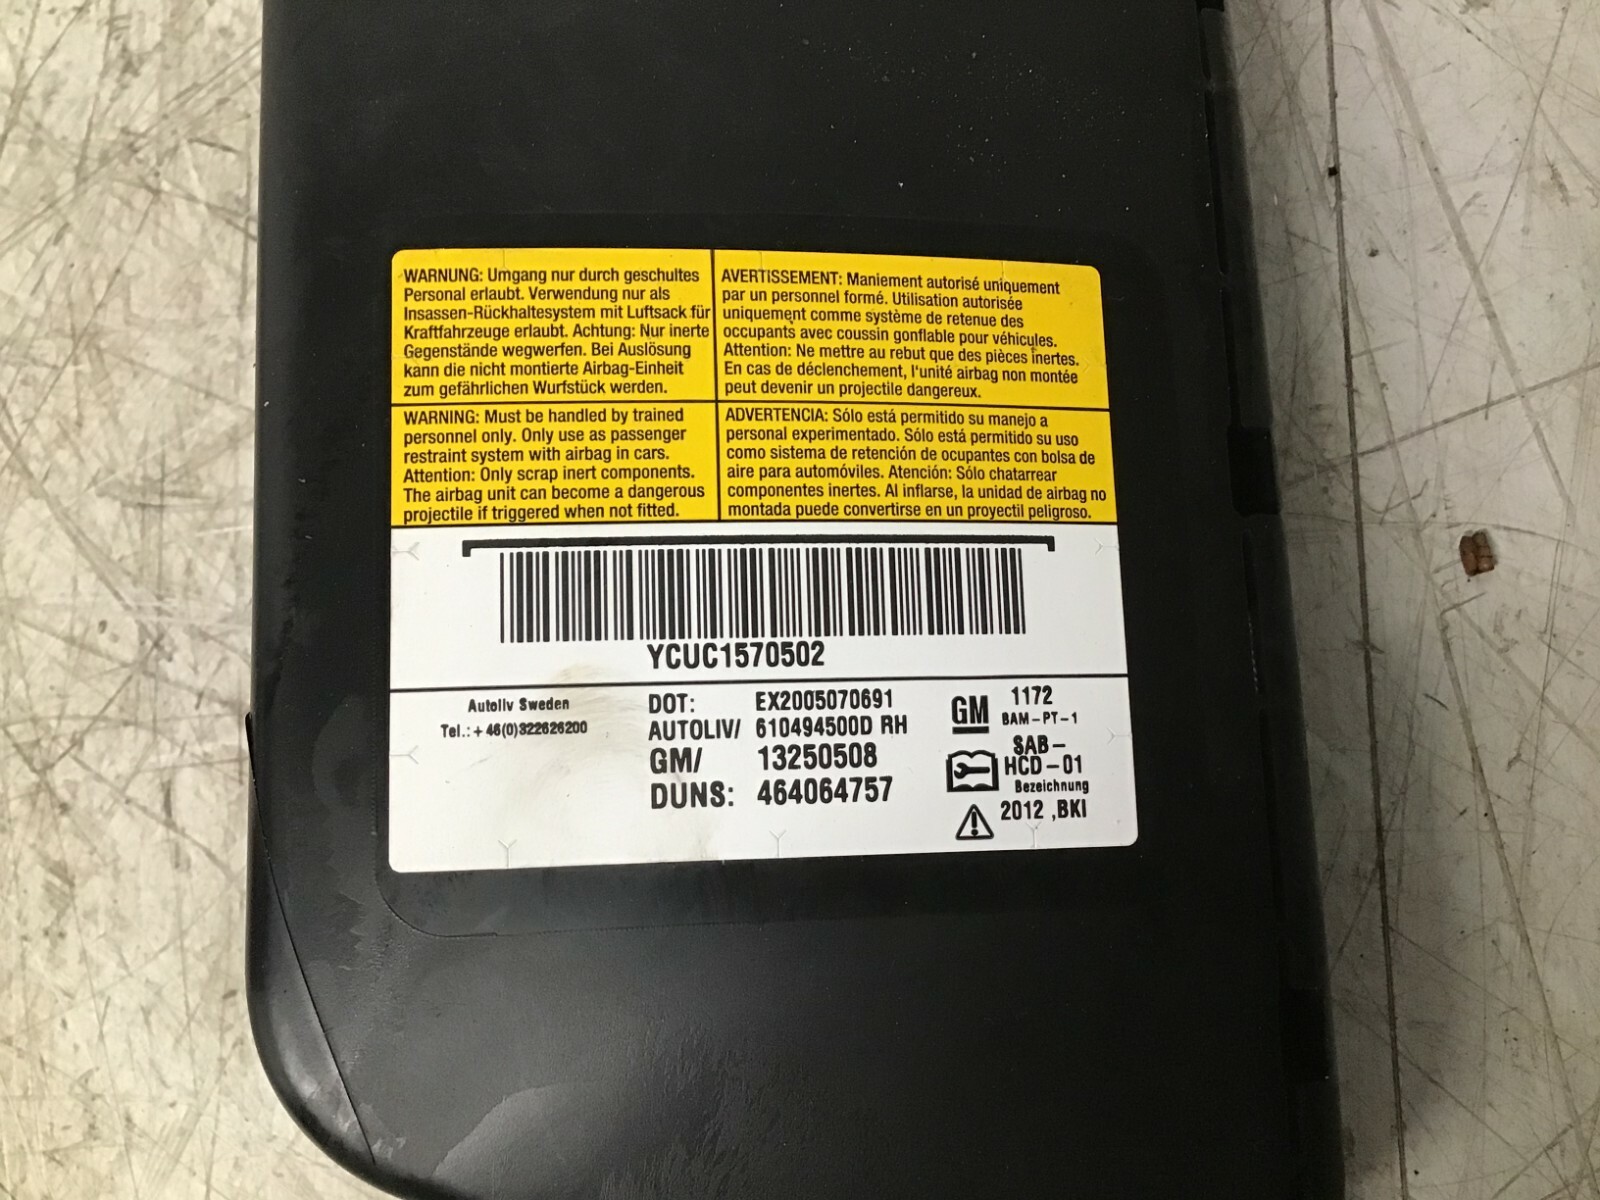 WARNUNG: Umgang nur durch geschultes
Personal erlaubt. Verwendung nur als
Insassen-Rückhaltesystem mit Luftsack für
Kraftfahrzeuge erlaubt. Achtung: Nur inerte
Gegenstände wegwerfen. Bei Auslösung
kann die nicht montierte Airbag-Einheit
zum gefährlichen Wurfstück werden.
AVERTISSEMENT: Maniement autorisé uniquement
par un personnel formé. Utilisation autorisée
uniquement comme système de retenue des
occupants avec coussin gonflable pour véhicules.
Attention: Ne mettre au rebut que des pièces inertes.
En cas de déclenchement, l'unité airbag non montée
peut devenir un projectile dangereux.
WARNING: Must be handled by trained
personnel only. Only use as passenger
restraint system with airbag in cars.
Attention: Only scrap inert components.
The airbag unit can become a dangerous
projectile if triggered when not fitted.
ADVERTENCIA: Sólo está permitido su manejo a
personal experimentado. Sólo está permitido su uso
como sistema de retención de ocupantes con bolsa de
aire para automóviles. Atención: Sólo chatarrear
componentes inertes. Al inflarse, la unidad de airbag no
montada puede convertirse en un proyectil peligroso.
YCUC1570502
Autoliv Sweden
Tel.: +46(0)322626200
DOT: EX2005070691
AUTOLIV/ 610494500D RH
GM/ 13250508
DUNS: 464064757
GM 1172
BAM-PT-1
SAB-
HCD-01
Bezeichnung
2012 ,BKI